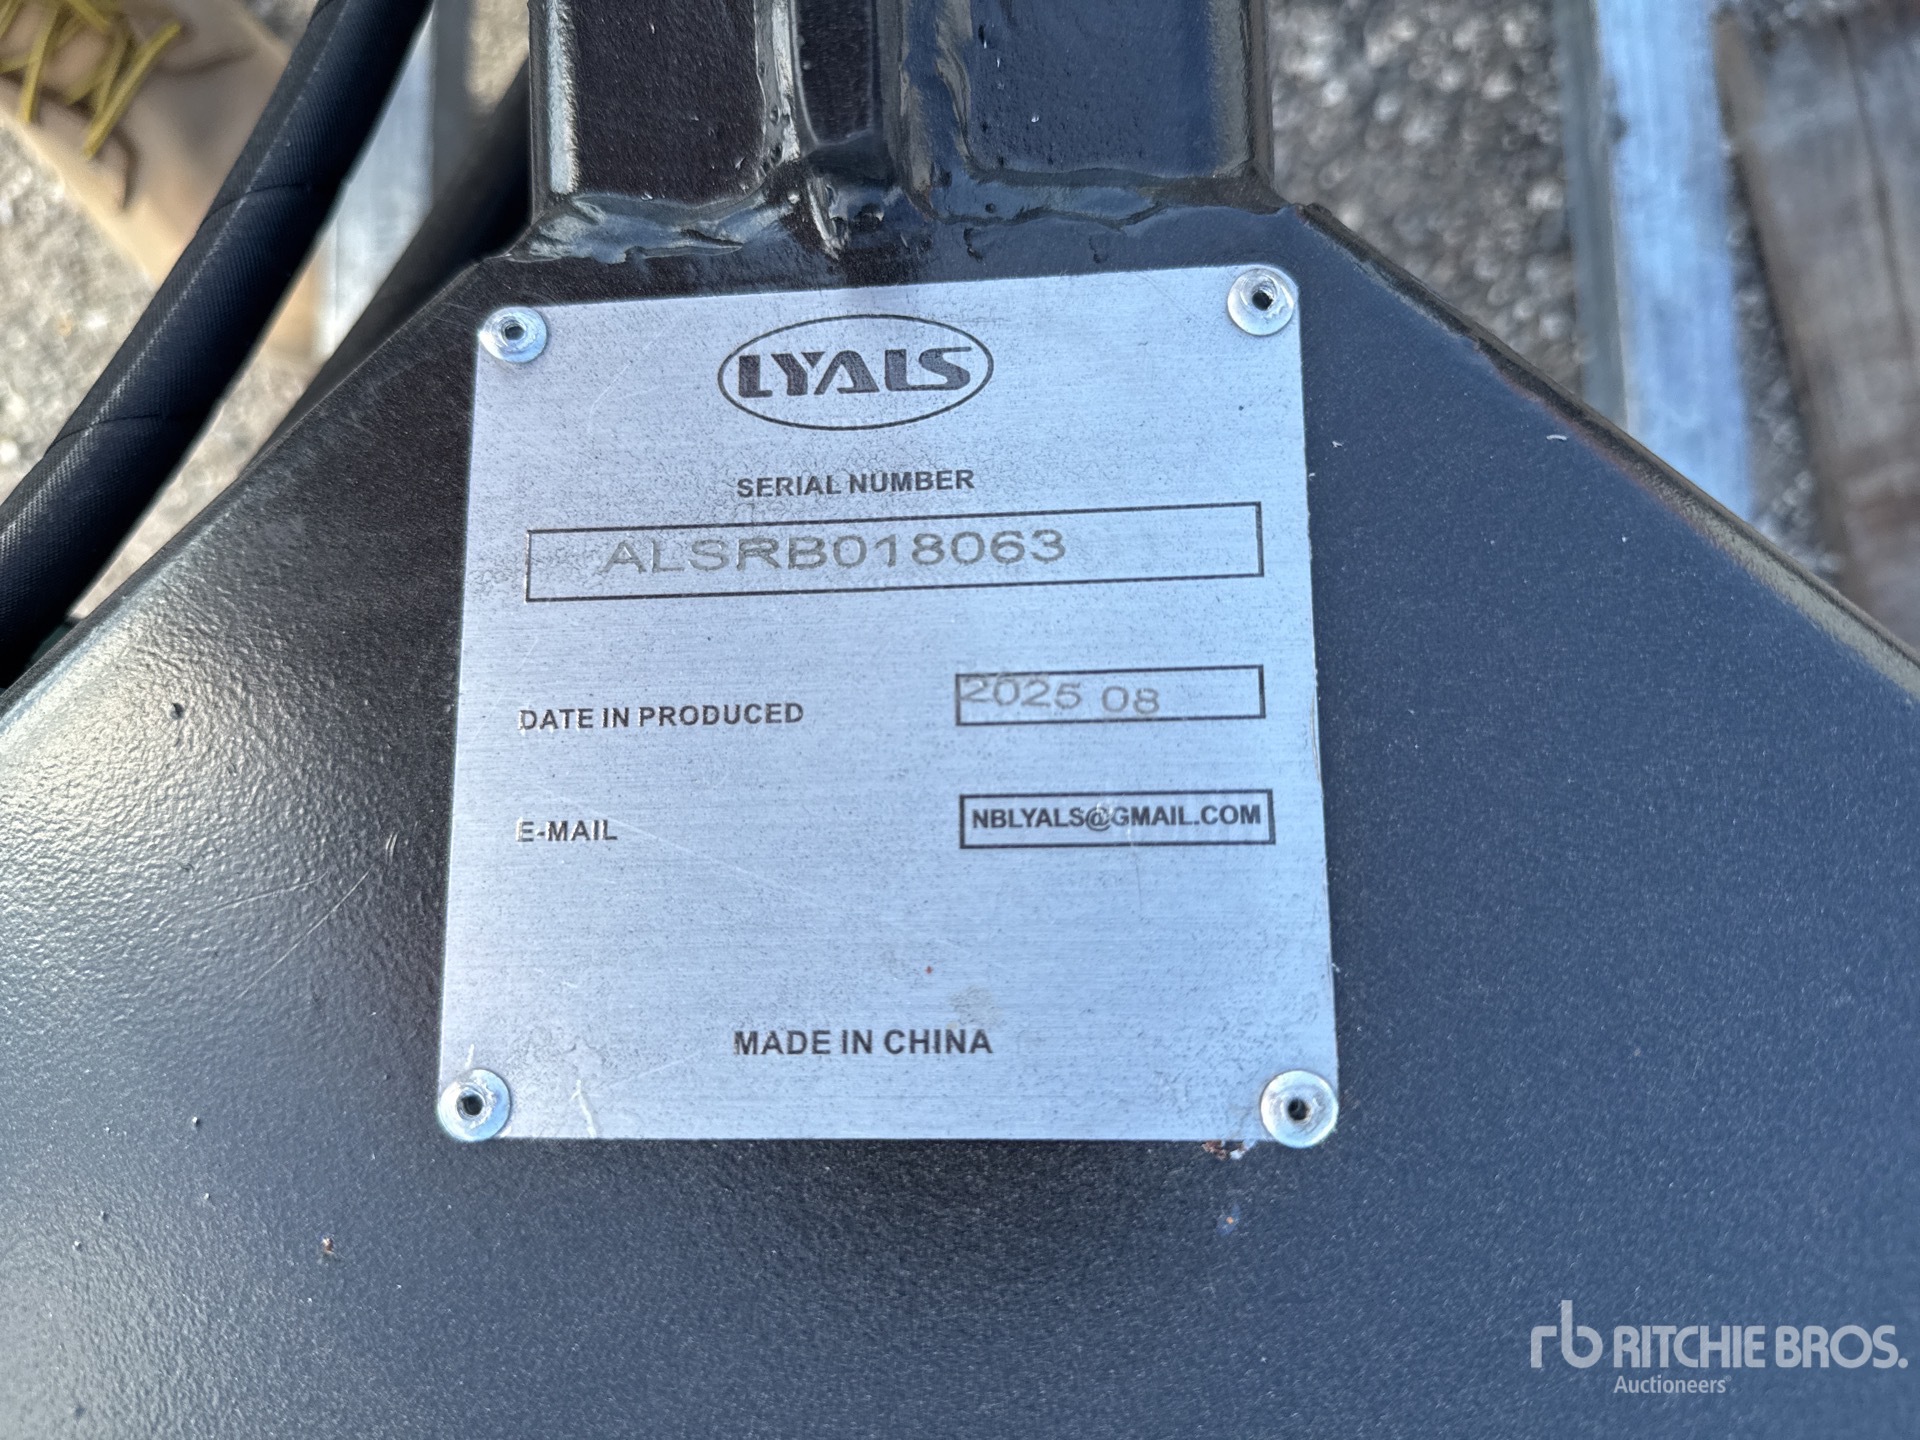 LYALS
SERIAL NUMBER
ALSRB018063
DATE IN PRODUCED 2025 08
E-MAIL NBLYALS@GMAIL.COM
MADE IN CHINA
rb RITCHIE BROS.
Auctioneers